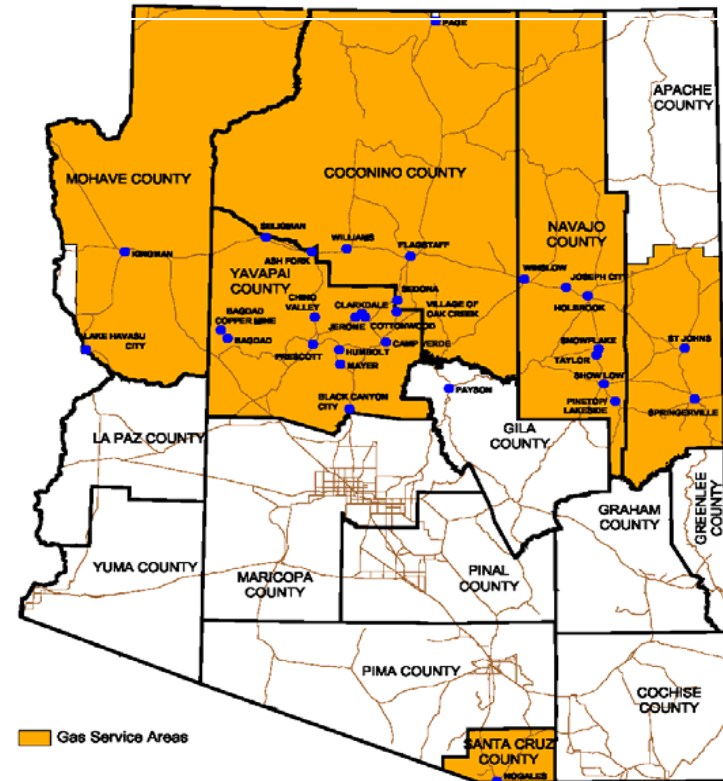 PAGE
APACHE
COUNTY
MOHAVE COUNTY
COCONINO COUNTY
NAVAJO
COUNTY
SELIGMAN
WILLIAMS
FLAGSTAFF
KINGMAN
ASH FORK
YAVAPAI
COUNTY
WINSLOW
JOSEPH CITY
HOLBROOK
SEDONA
VILLAGE OF
OAK CREEK
CHINO
VALLEY
CLARKDALE
JEROME
COTTONWOOD
BAGDAD
COPPER MINE
BAGDAD
PRESCOTT
HUMBOLT
CAMP VERDE
MAYER
LAKE HAVASU
CITY
SNOWFLAKE
TAYLOR
ST JOHNS
SHOW LOW
PINETOP/
LAKESIDE
SPRINGERVILLE
BLACK CANYON
CITY
PAYSON
LA PAZ COUNTY
GILA
COUNTY
GREENLEE
COUNTY
GRAHAM
COUNTY
YUMA COUNTY
MARICOPA
COUNTY
PINAL
COUNTY
PIMA COUNTY
COCHISE
COUNTY
Gas Service Areas
SANTA CRUZ
COUNTY
NOGALES